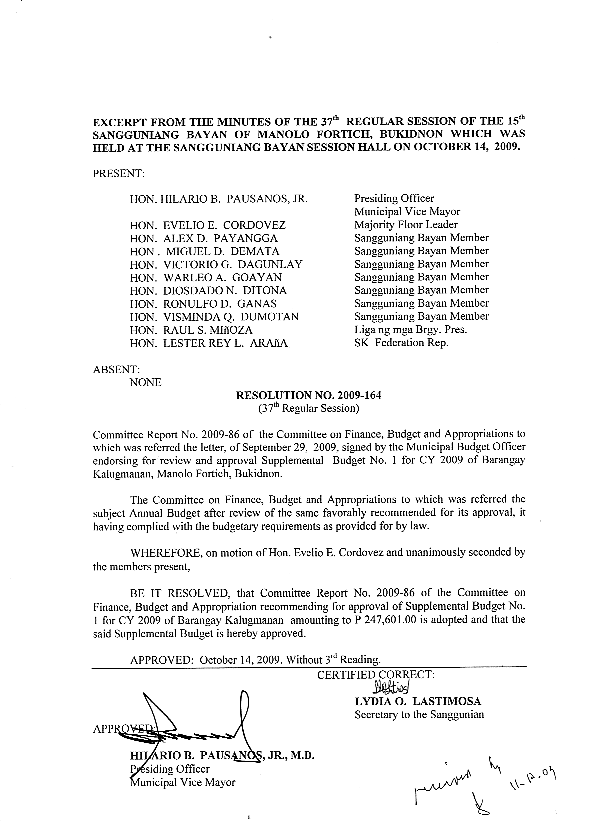 EXCERPT FROM THE MINUTES OF THE 37th REGULAR SESSION OF THE 15th
SANGGUNIANG BAYAN OF MANOLO FORTICH, BUKIDNON WHICH WAS
HELD AT THE SANGGUNIANG BAYAN SESSION HALL ON OCTOBER 14, 2009.
PRESENT:
HON. HILARIO B. PAUSANOS, JR. Presiding Officer
Municipal Vice Mayor
HON. EVELIO E. CORDOVEZ Majority Floor Leader
HON. ALEX D. PAYANGGA Sangguniang Bayan Member
HON . MIGUEL D. DEMATA Sangguniang Bayan Member
HON. VICTORIO G. DAGUNLAY Sangguniang Bayan Member
HON. WARLEO A. GOAYAN Sangguniang Bayan Member
HON. DIOSDADO N. DITONA Sangguniang Bayan Member
HON. RONULFO D. GANAS Sangguniang Bayan Member
HON. VISMINDA Q. DUMOTAN Sangguniang Bayan Member
HON. RAUL S. MIñOZA Liga ng mga Brgy. Pres.
HON. LESTER REY L. ARAñA SK Federation Rep.
ABSENT:
NONE
RESOLUTION NO. 2009-164
(37th Regular Session)
Committee Report No. 2009-86 of the Committee on Finance, Budget and Appropriations to
which was referred the letter, of September 29, 2009, signed by the Municipal Budget Officer
endorsing for review and approval Supplemental Budget No. 1 for CY 2009 of Barangay
Kalugmanan, Manolo Fortich, Bukidnon.
The Committee on Finance, Budget and Appropriations to which was referred the
subject Annual Budget after review of the same favorably recommended for its approval, it
having complied with the budgetary requirements as provided for by law.
WHEREFORE, on motion of Hon. Evelio E. Cordovez and unanimously seconded by
the members present,
BE IT RESOLVED, that Committee Report No. 2009-86 of the Committee on
Finance, Budget and Appropriation recommending for approval of Supplemental Budget No.
1 for CY 2009 of Barangay Kalugmanan amounting to P 247,601.00 is adopted and that the
said Supplemental Budget is hereby approved.
APPROVED: October 14, 2009. Without 3rd Reading.
CERTIFIED CORRECT:
LYDIA O. LASTIMOSA
Secretary to the Sanggunian
APPROVED:
HILARIO B. PAUSANOS, JR., M.D.
Presiding Officer
Municipal Vice Mayor
by